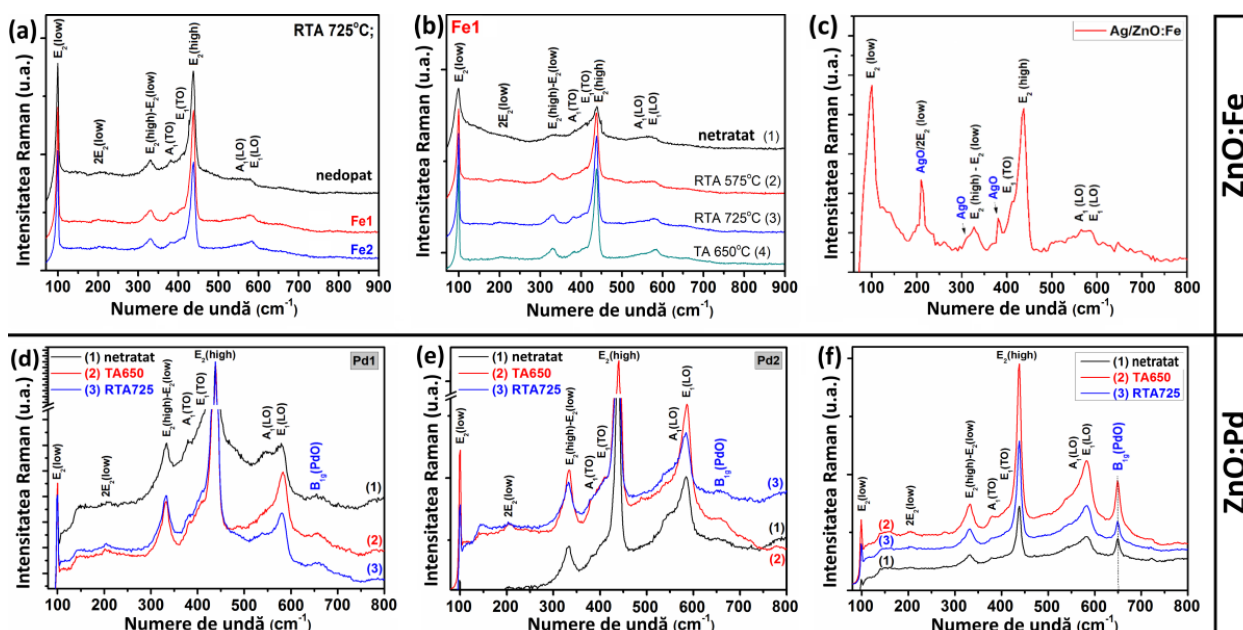 (a)
RTA 725°C;
E2(low)
2E2(low)
E2(high)-E2(low)
A1(TO)
E1(TO)
E2(high)
A1(LO)
E1(LO)
nedopat
Fe1
Fe2
Intensitatea Raman (u.a.)
100 200 300 400 500 600 700 800 900
Numere de undă (cm-1)
(b)
Fe1
E2(low)
2E2(low)
E2(high)-E2(low)
A1(TO)
E1(TO)
E2(high)
A1(LO)
E1(LO)
netratat (1)
RTA 575°C (2)
RTA 725°C (3)
TA 650°C (4)
Intensitatea Raman (u.a.)
100 200 300 400 500 600 700 800 900
Numere de undă (cm-1)
(c)
Ag/ZnO:Fe
E2 (low)
AgO/2E2 (low)
AgO
E2 (high) - E2 (low)
AgO
E1 (TO)
E2 (high)
A1 (LO)
E1 (LO)
Intensitatea Raman (u.a.)
100 200 300 400 500 600 700 800
Numere de undă (cm-1)
ZnO:Fe
(d)
(1) netratat
(2) TA650
(3) RTA725
Pd1
E2(low)
2E2(low)
E2(high)-E2(low)
A1(TO)
E1(TO)
E2(high)
A1(LO)
E1(LO)
B1g(PdO)
(1)
(2)
(3)
Intensitatea Raman (u.a.)
100 200 300 400 500 600 700 800
Numere de undă (cm-1)
(e)
(1) netratat
(2) TA650
(3) RTA725
Pd2
E2(low)
2E2(low)
E2(high)-E2(low)
A1(TO)
E1(TO)
E2(high)
A1(LO)
E1(LO)
B1g(PdO)
(3)
(1)
(2)
Intensitatea Raman (u.a.)
100 200 300 400 500 600 700 800
Numere de undă (cm-1)
(f)
(1) netratat
(2) TA650
(3) RTA725
E2(low)
2E2(low)
E2(high)-E2(low)
A1(TO)
E1(TO)
E2(high)
A1(LO)
E1(LO)
B1g(PdO)
(2)
(3)
(1)
Intensitatea Raman (u.a.)
100 200 300 400 500 600 700 800
Numere de undă (cm-1)
ZnO:Pd